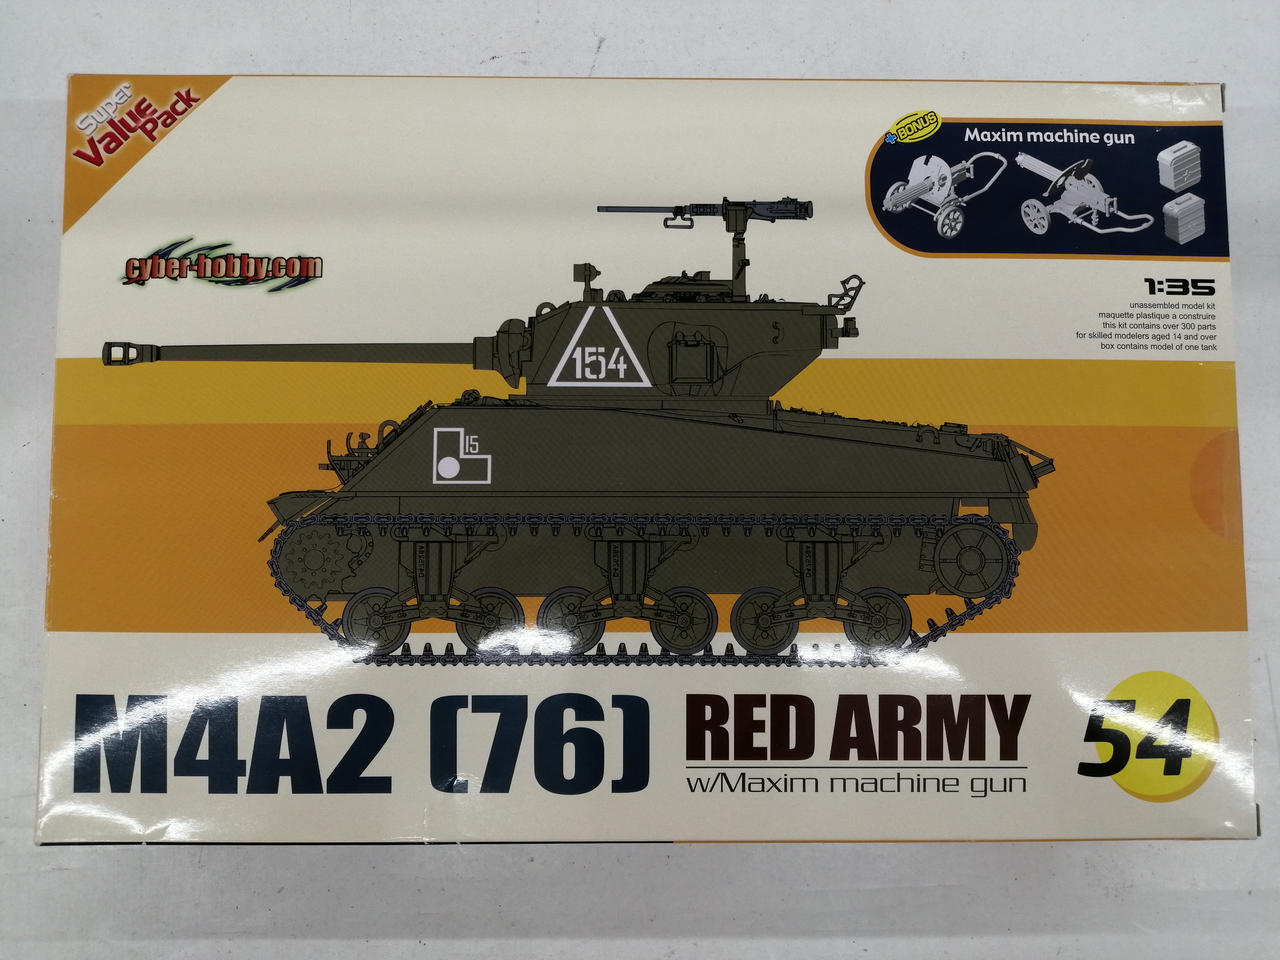 Super
Value
Pack
+BONUS
Maxim machine gun
cyber-hobby.com
1:35
unassembled model kit
maquette plastique a construire
this kit contains over 300 parts
for skilled modelers aged 14 and over
box contains model of one tank
154
15
M4A2 (76)
RED ARMY
w/Maxim machine gun
54